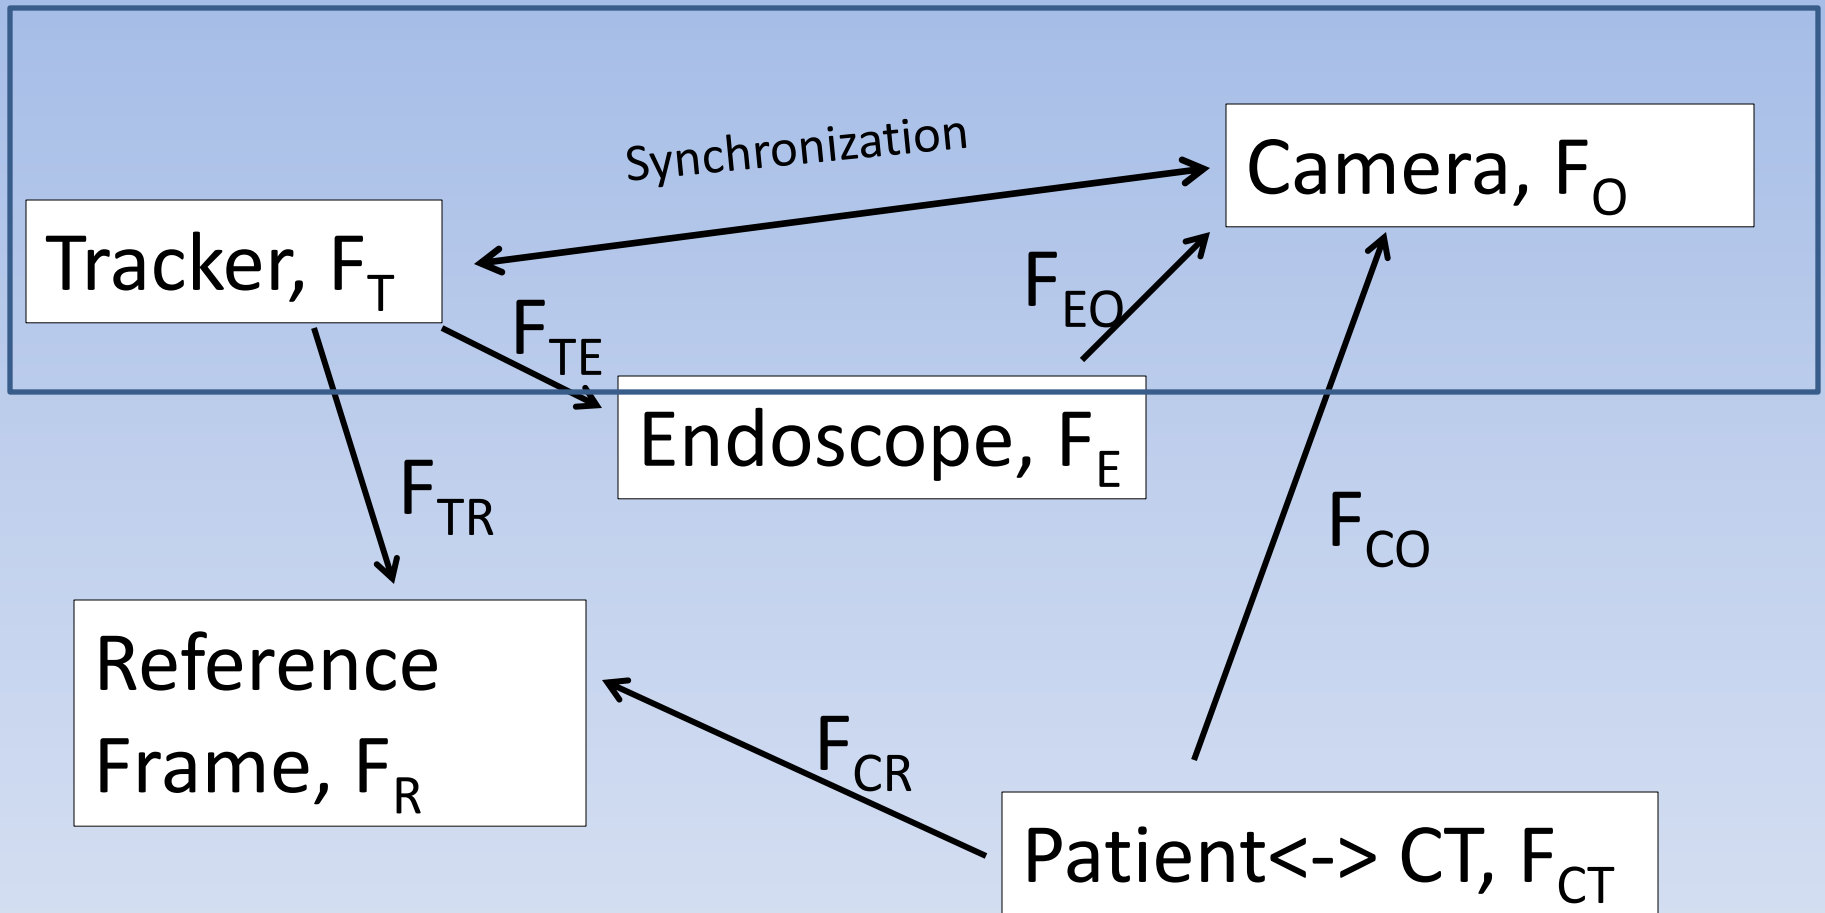 Synchronization
Camera, F_O
Tracker, F_T
F_EO
F_TE
Endoscope, F_E
F_TR
F_CO
Reference
Frame, F_R
F_CR
Patient<-> CT, F_CT